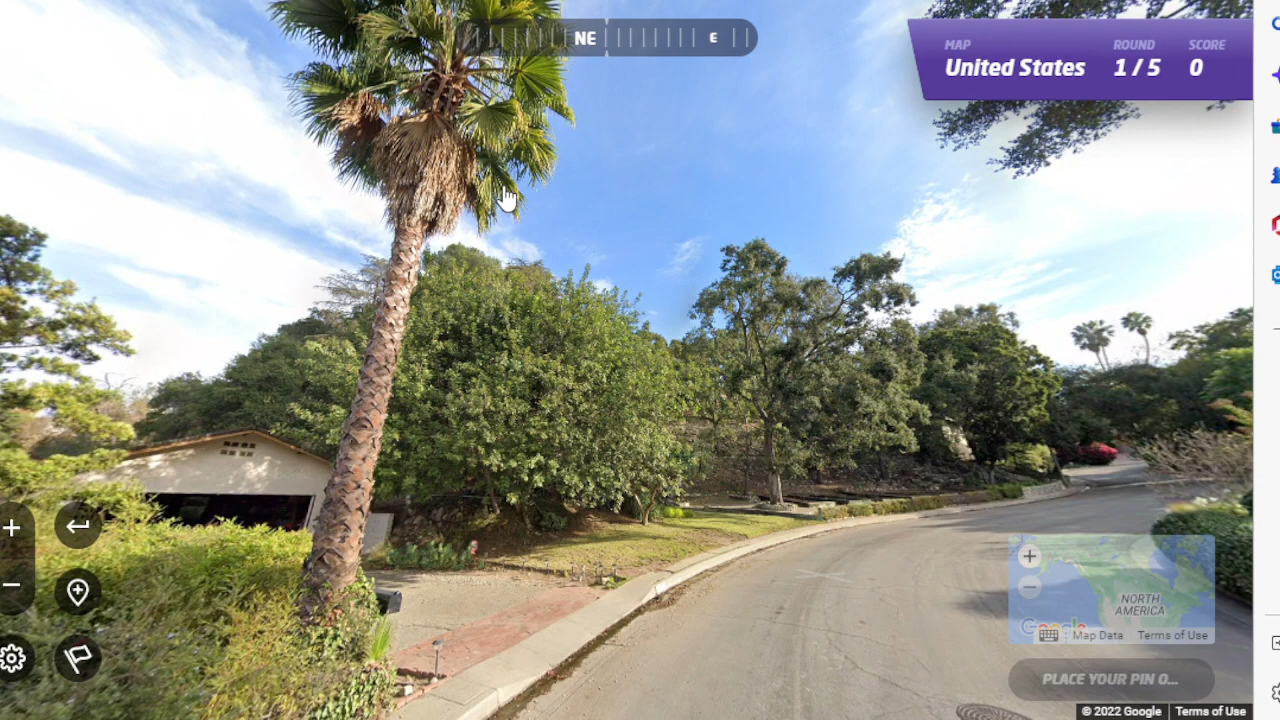 NE
E
MAP
United States
ROUND
1 / 5
SCORE
0
NORTH
AMERICA
Google
Map Data
Terms of Use
PLACE YOUR PIN O...
© 2022 Google
Terms of Use